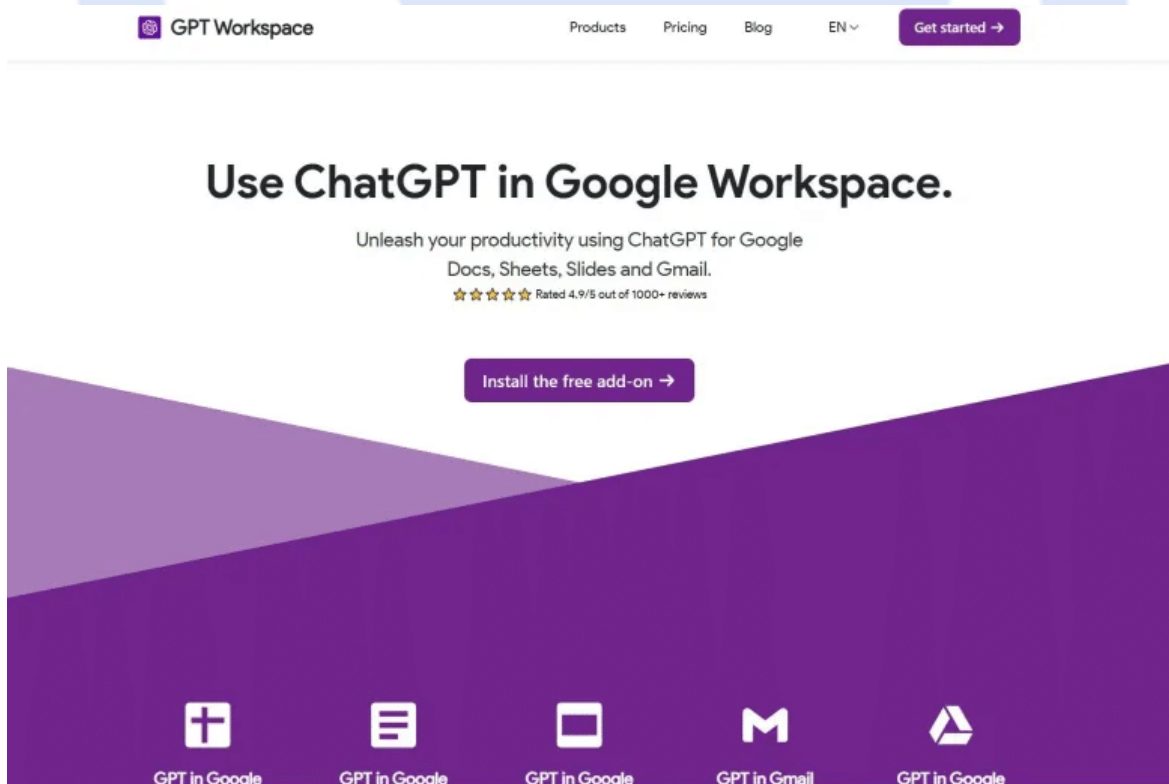 GPT Workspace
Products
Pricing
Blog
EN
Get started →
Use ChatGPT in Google Workspace.
Unleash your productivity using ChatGPT for Google
Docs, Sheets, Slides and Gmail.
Rated 4.9/5 out of 1000+ reviews
Install the free add-on →
GPT in Google
GPT in Google
GPT in Google
GPT in Gmail
GPT in Google